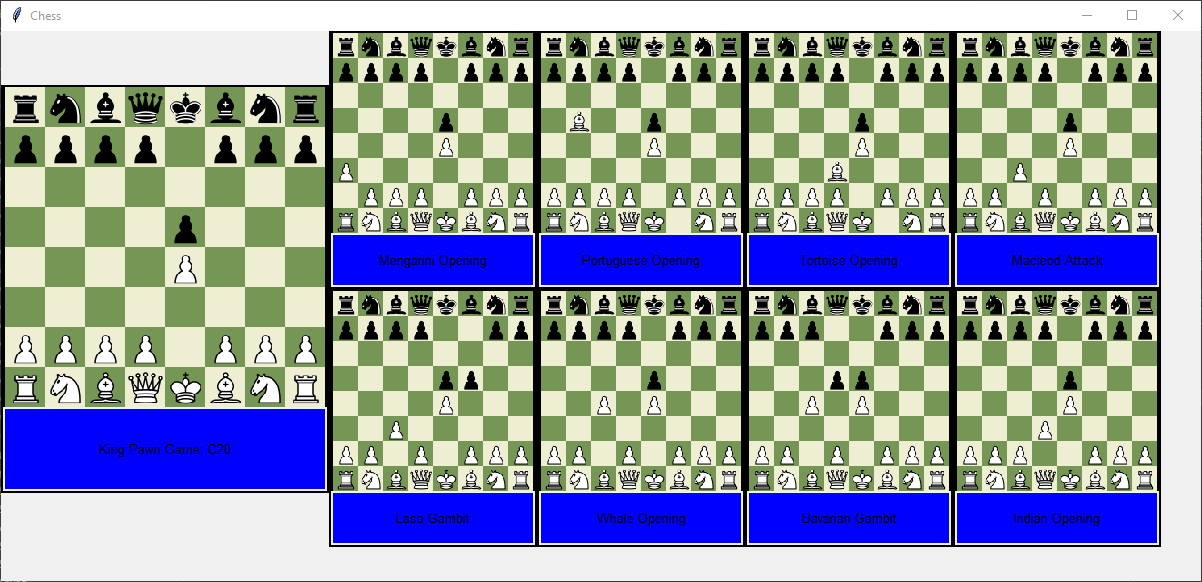 Chess
King Pawn Game, C20
Mengarini Opening
Portuguese Opening
Tortoise Opening
Macleod Attack
Lasa Gambit
Whale Opening
Bavarian Gambit
Indian Opening